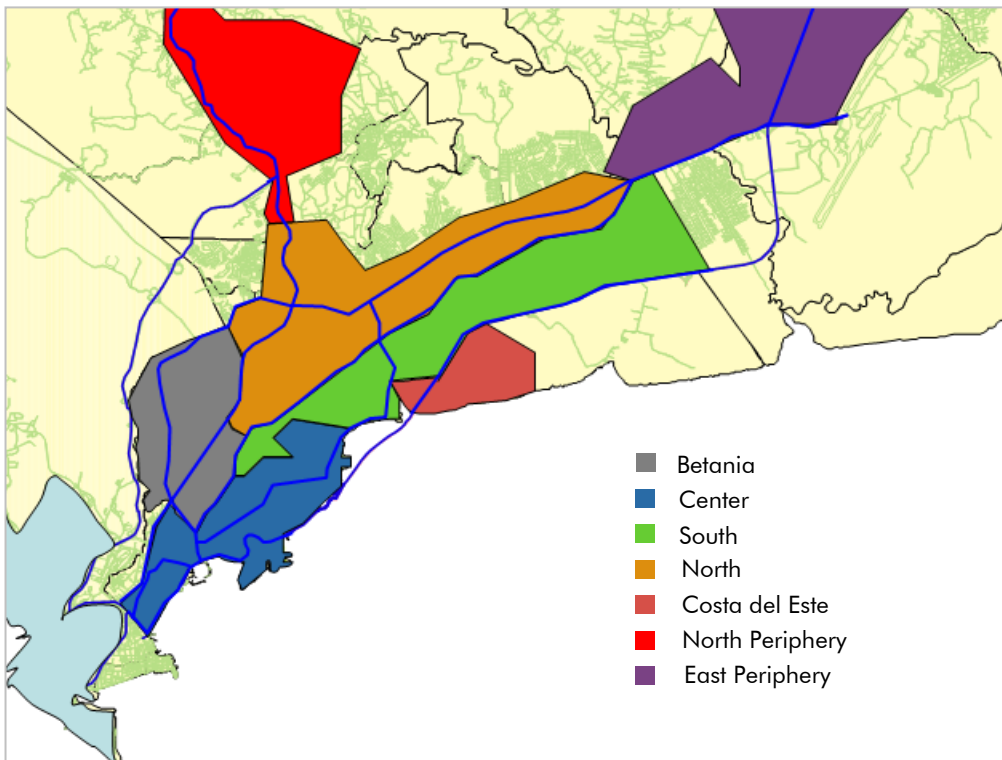 Betania
Center
South
North
Costa del Este
North Periphery
East Periphery